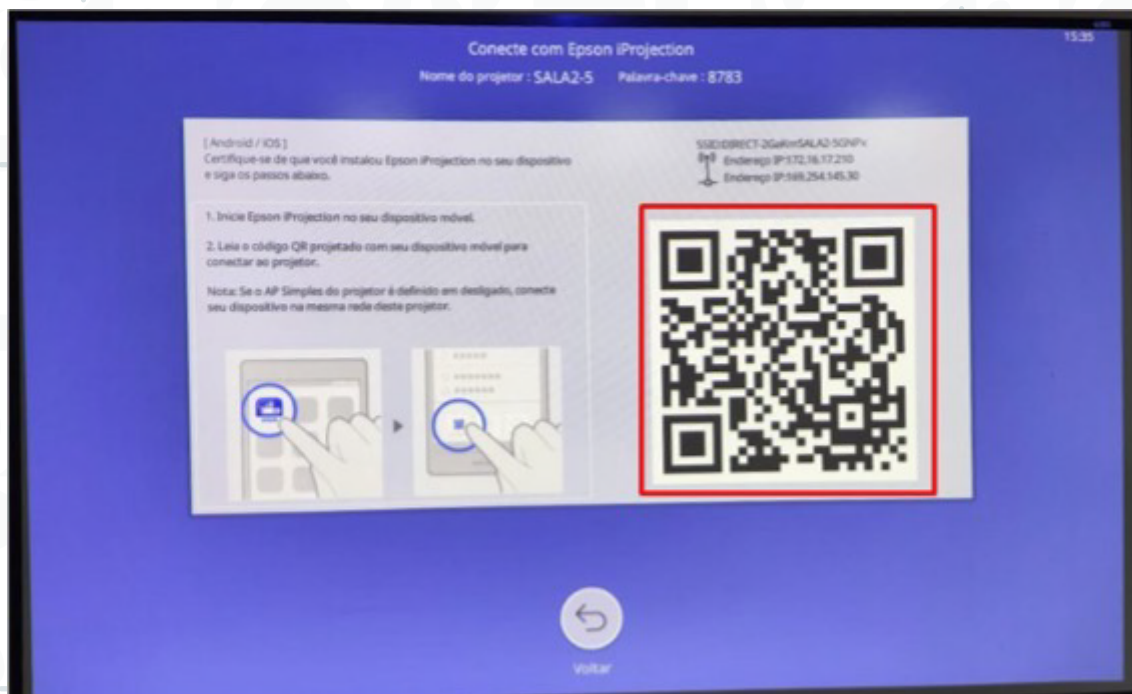 15:35
Conecte com Epson iProjection
Nome do projetor : SALA2-5 Palavra-chave : 8783
[ Android / iOS ]
Certifique-se de que você instalou Epson iProjection no seu dispositivo
e siga os passos abaixo.
Endereço IP:172.16.17.210
Endereço IP:169.254.145.30
1. Inicie Epson iProjection no seu dispositivo móvel.
2. Leia o código QR projetado com seu dispositivo móvel para
conectar ao projetor.
Nota: Se o AP Simples do projetor é definido em desligado, conecte
seu dispositivo na mesma rede deste projetor.
Voltar